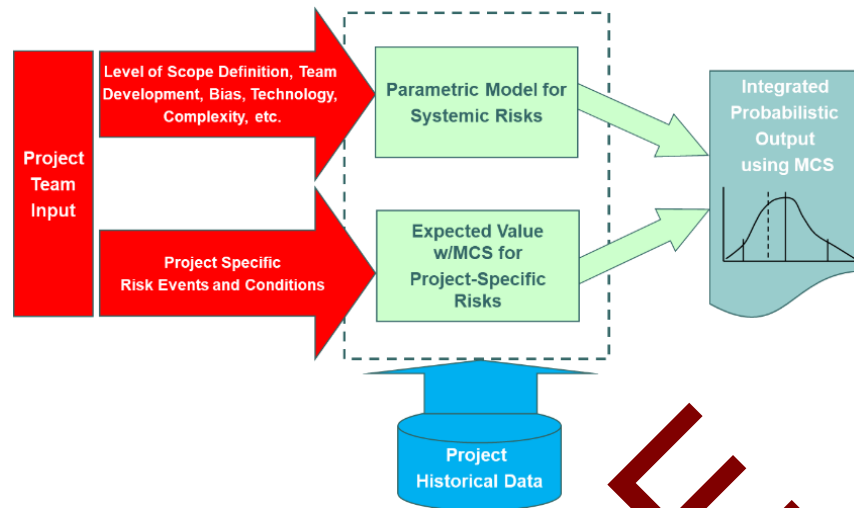 Project
Team
Input
Level of Scope Definition, Team
Development, Bias, Technology,
Complexity, etc.
Project Specific
Risk Events and Conditions
Parametric Model for
Systemic Risks
Expected Value
w/MCS for
Project-Specific
Risks
Integrated
Probabilistic
Output
using MCS
Project
Historical Data